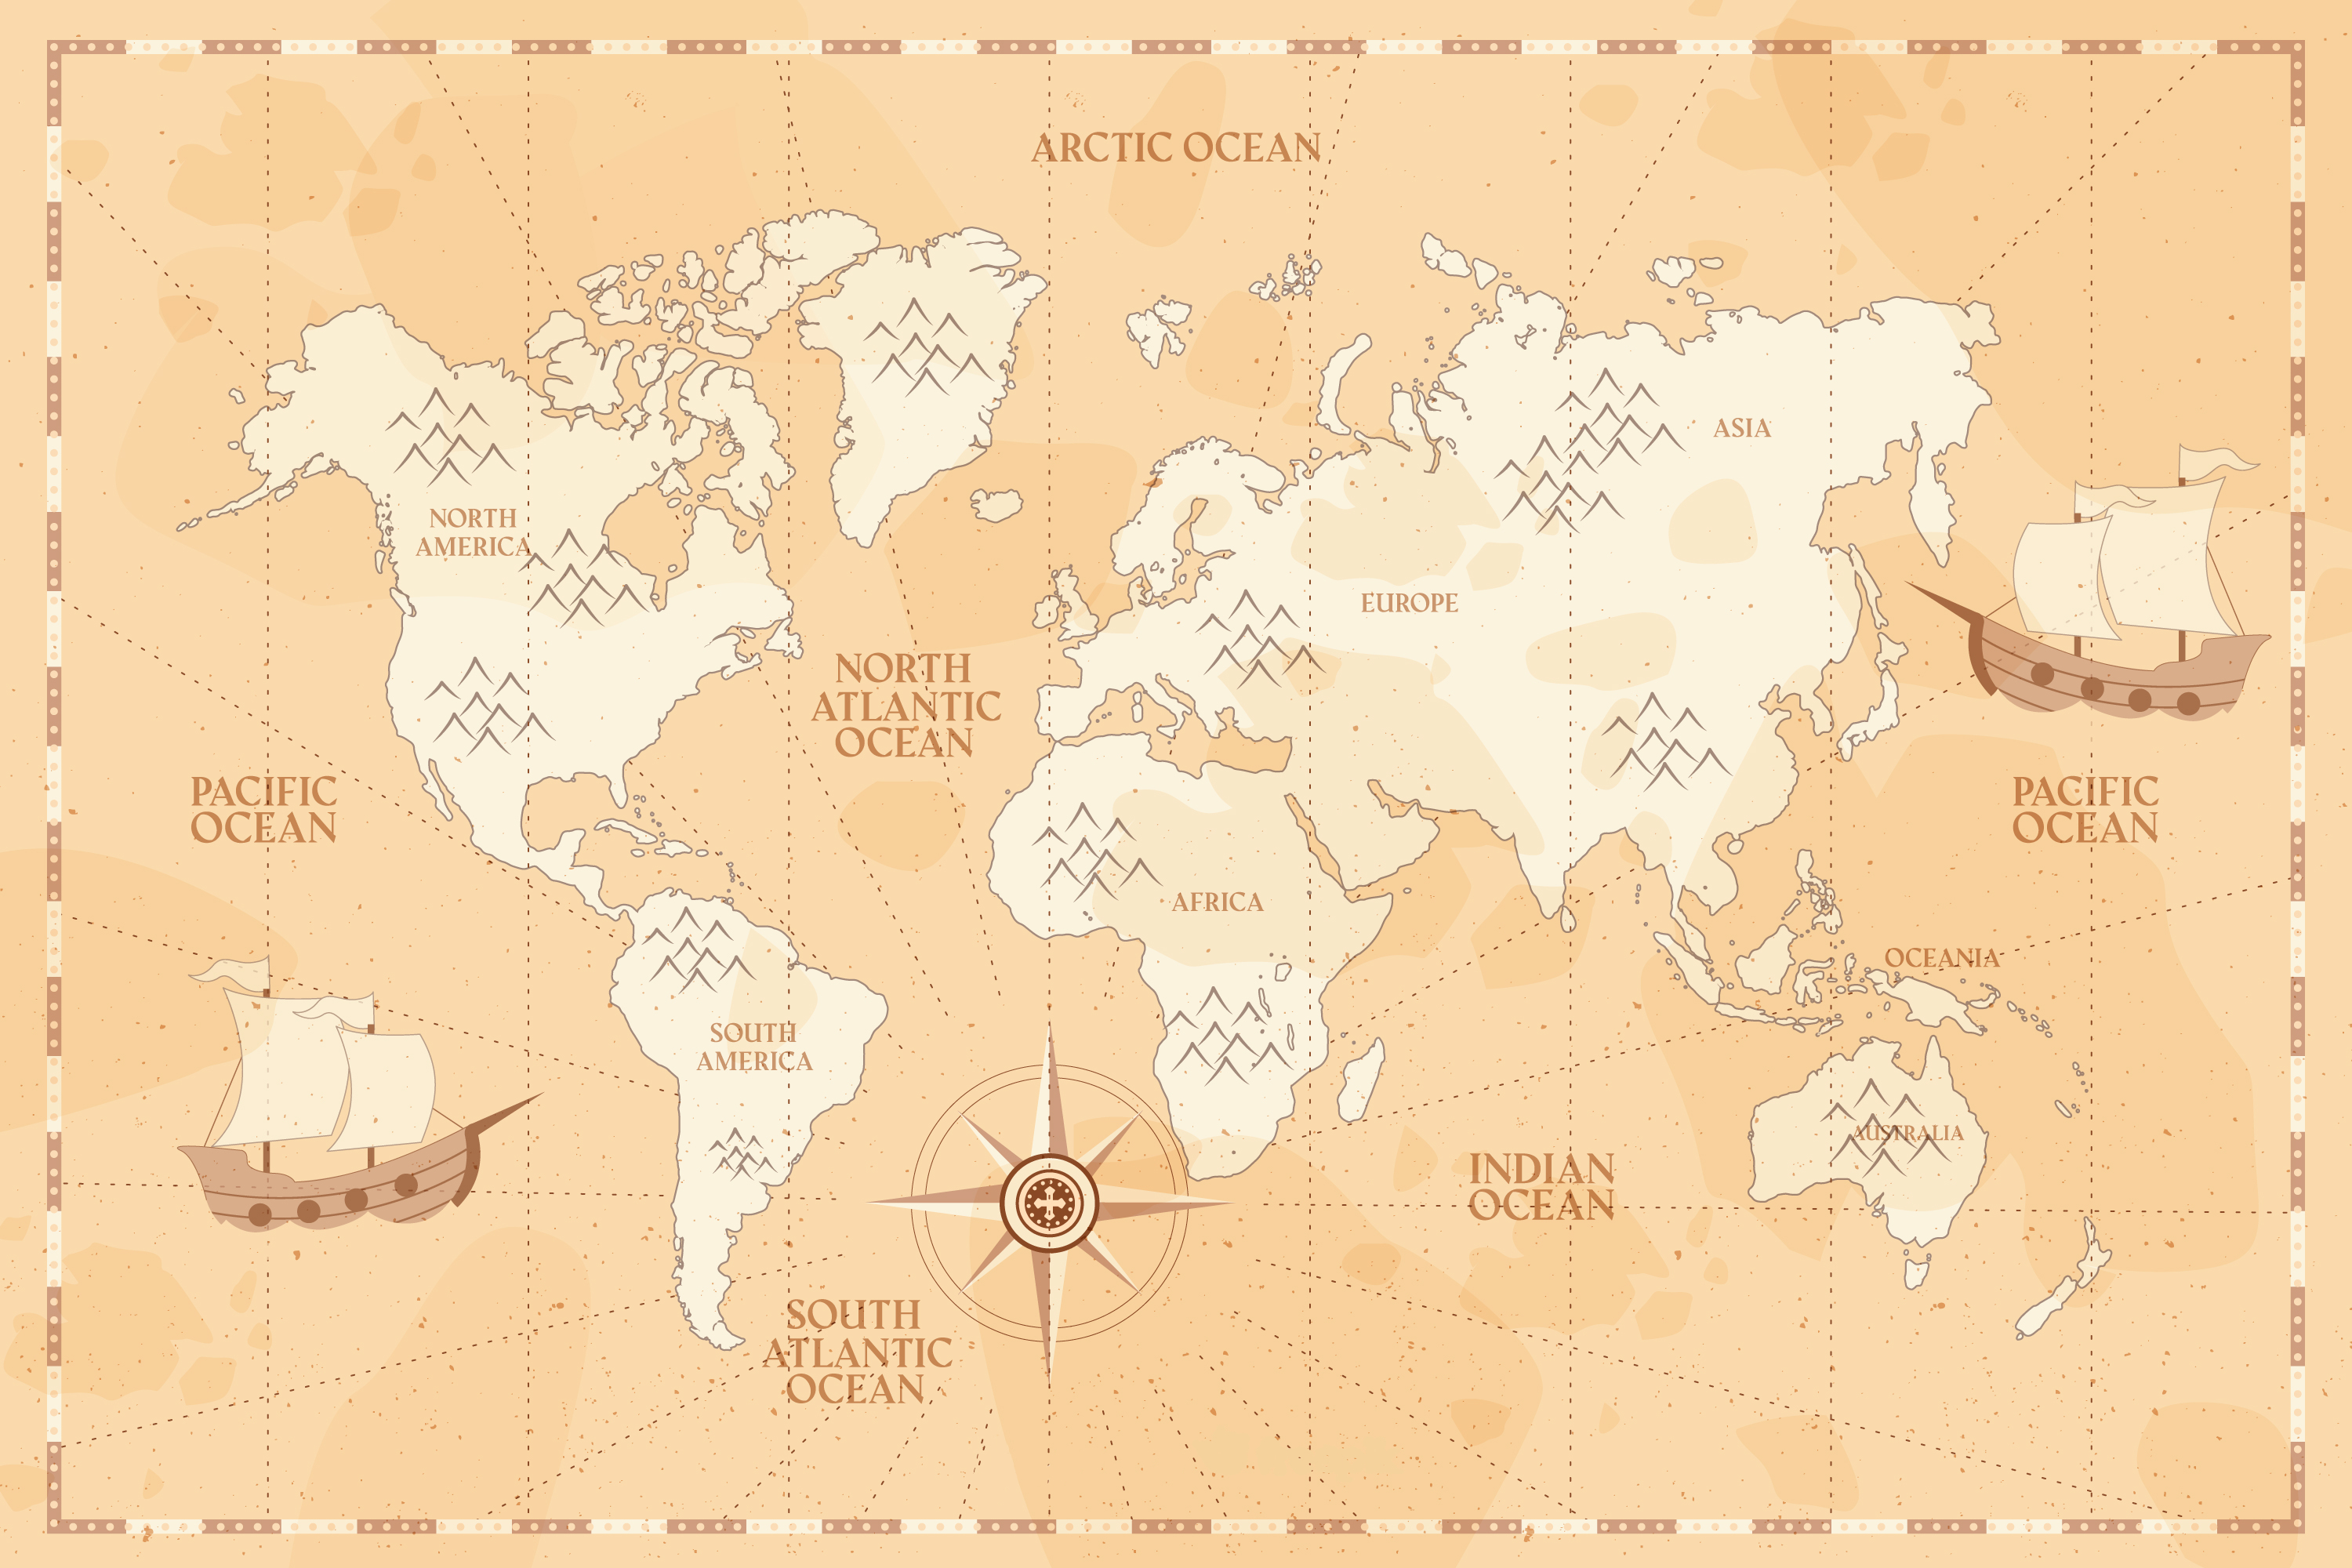 ARCTIC OCEAN
ASIA
NORTH
AMERICA
EUROPE
NORTH
ATLANTIC
OCEAN
PACIFIC
OCEAN
PACIFIC
OCEAN
AFRICA
OCEANIA
SOUTH
AMERICA
AUSTRALIA
INDIAN
OCEAN
SOUTH
ATLANTIC
OCEAN